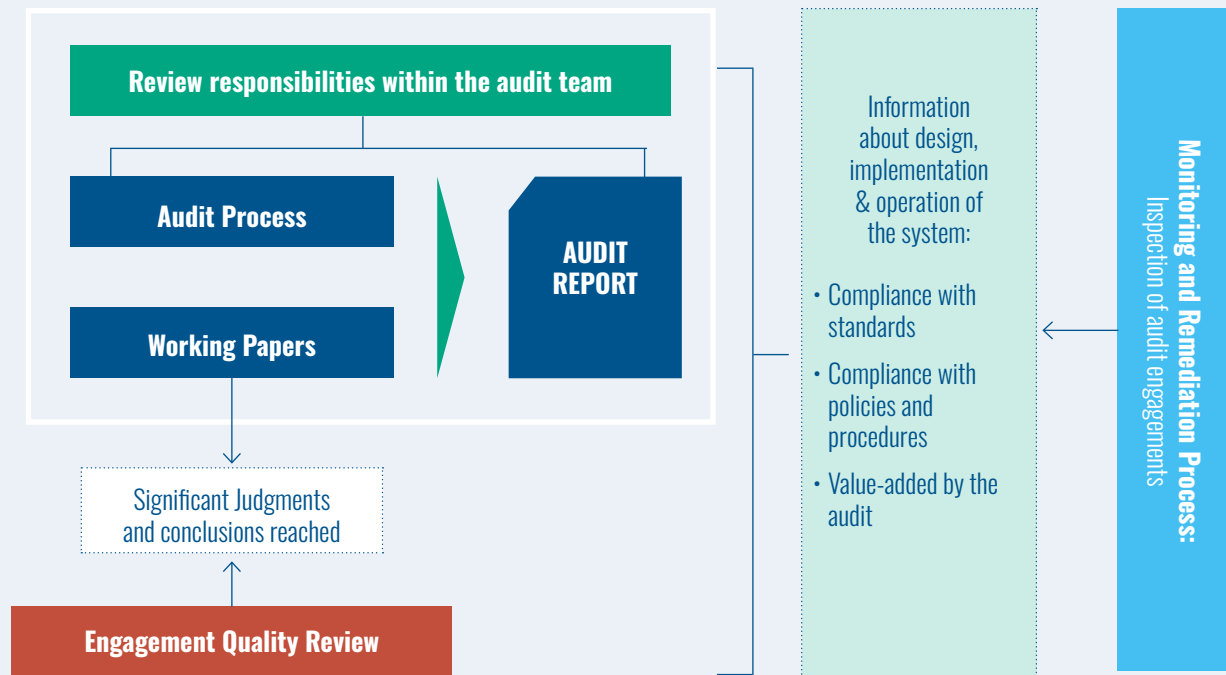 Review responsibilities within the audit team
Audit Process
Working Papers
AUDIT
REPORT
Significant Judgments
and conclusions reached
Engagement Quality Review
Information
about design,
implementation
& operation of
the system:
• Compliance with
standards
• Compliance with
policies and
procedures
• Value-added by the
audit
Monitoring and Remediation Process:
Inspection of audit engagements